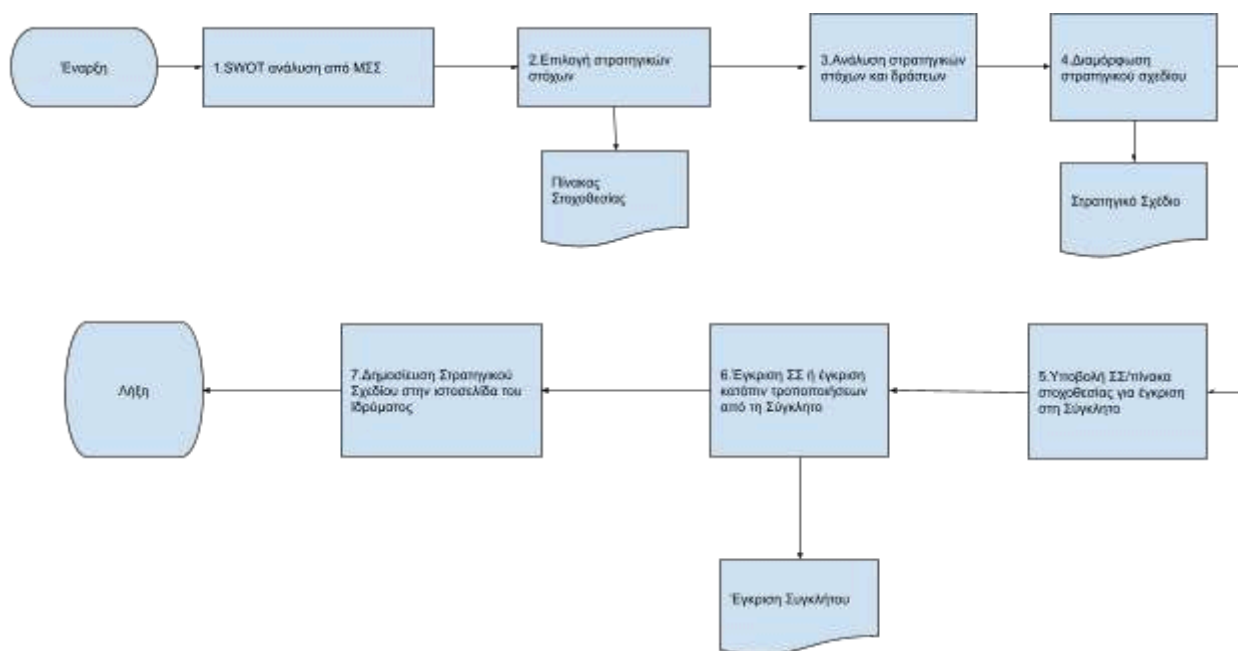 Έναρξη
1.SWOT ανάλυση από ΜΣΣ
2.Επιλογή στρατηγικών
στόχων
3.Ανάλυση στρατηγικών
στόχων και δράσεων
4.Διαμόρφωση
στρατηγικού σχεδίου
Πίνακας
Στοχοθεσίας
Στρατηγικό Σχέδιο
Λήξη
7.Δημοσίευση Στρατηγικού
Σχεδίου στην ιστοσελίδα του
Ιδρύματος
6.Έγκριση ΣΣ ή έγκριση
κατόπιν τροποποιήσεων
από τη Σύγκλητο
5.Υποβολή ΣΣ/πίνακα
στοχοθεσίας για έγκριση
στη Σύγκλητο
Έγκριση Συγκλήτου